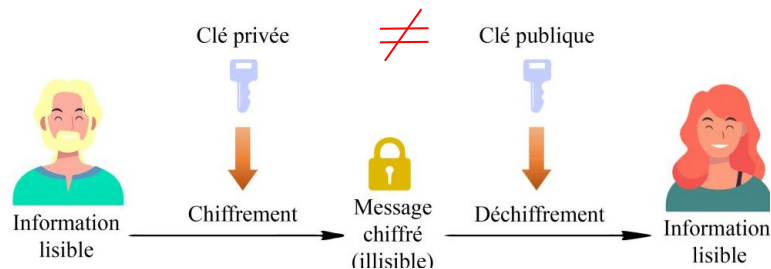 Clé privée
≠
Clé publique
Information
lisible
Chiffrement
Message
chiffré
(illisible)
Déchiffrement
Information
lisible